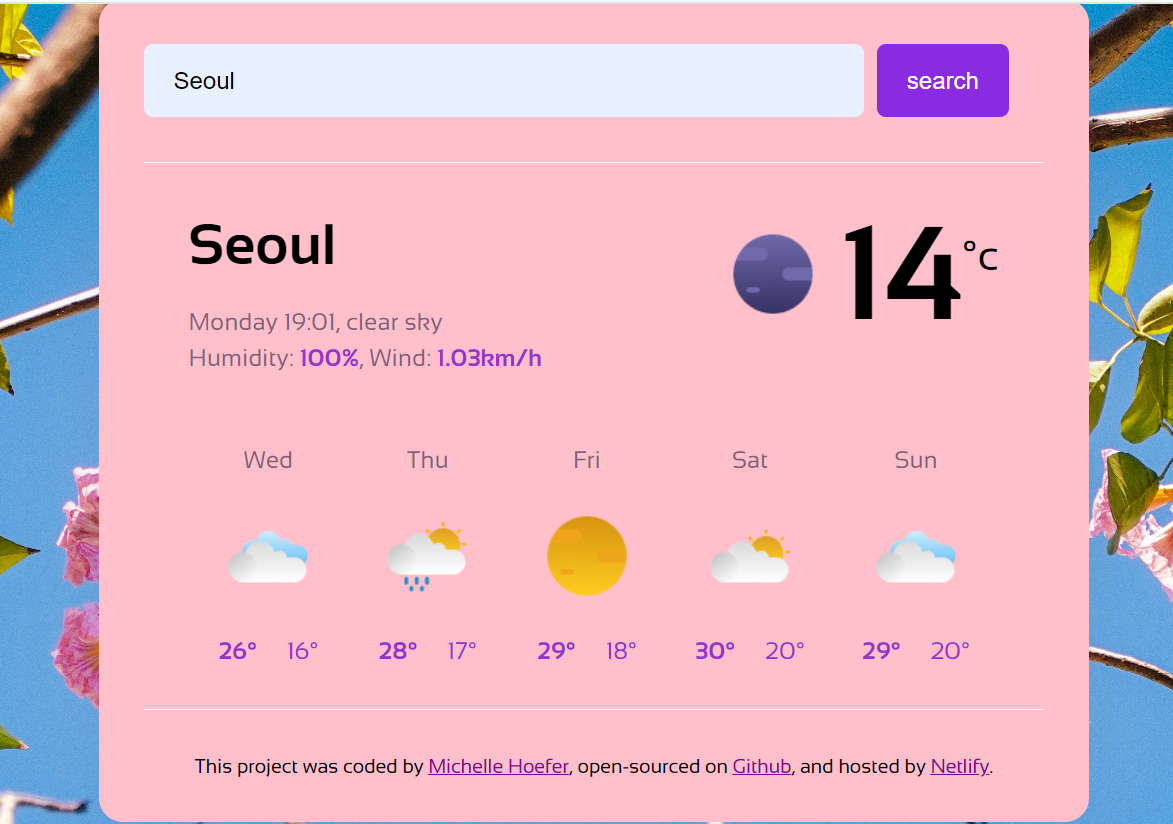 Seoul
search
Seoul
14°C
Monday 19:01, clear sky
Humidity: 100%, Wind: 1.03km/h
Wed Thu Fri Sat Sun
26° 16° 28° 17° 29° 18° 30° 20° 29° 20°
This project was coded by Michelle Hoefer, open-sourced on Github, and hosted by Netlify.